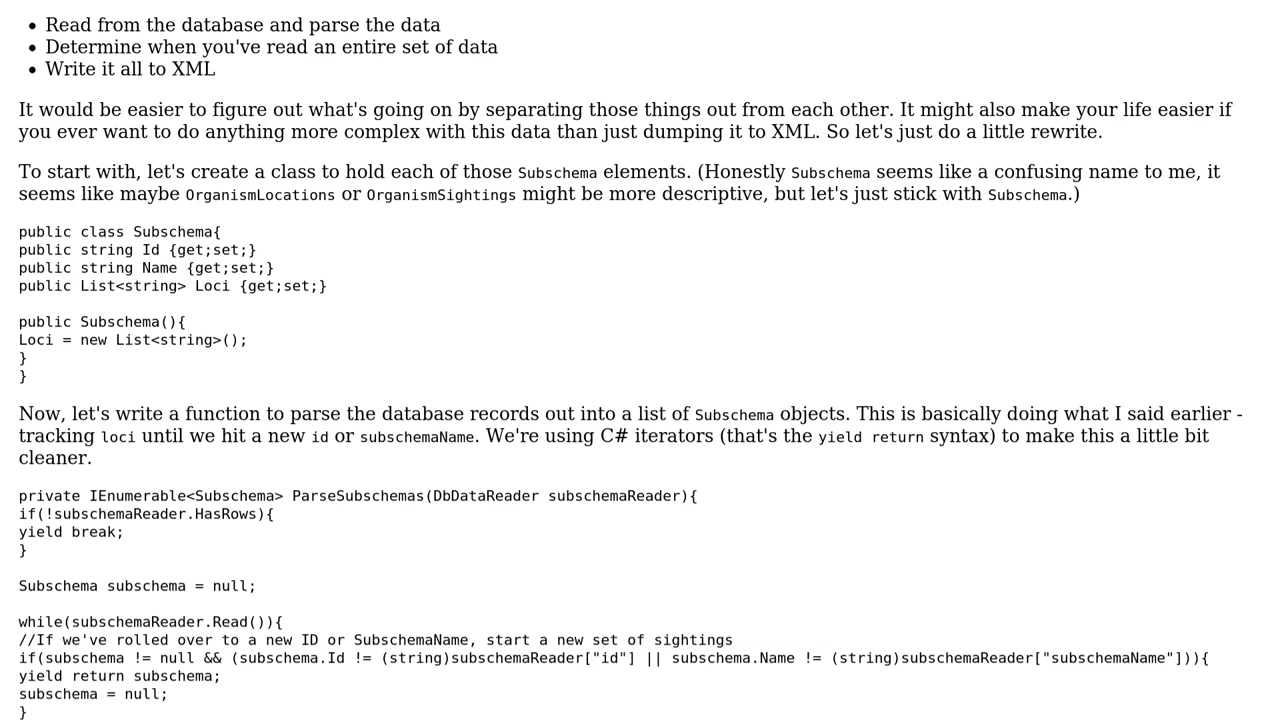 • Read from the database and parse the data
• Determine when you've read an entire set of data
• Write it all to XML
It would be easier to figure out what's going on by separating those things out from each other. It might also make your life easier if
you ever want to do anything more complex with this data than just dumping it to XML. So let's just do a little rewrite.
To start with, let's create a class to hold each of those Subschema elements. (Honestly Subschema seems like a confusing name to me, it
seems like maybe OrganismLocations or OrganismSightings might be more descriptive, but let's just stick with Subschema.)
public class Subschema{
public string Id {get;set;}
public string Name {get;set;}
public List<string> Loci {get;set;}
public Subschema(){
Loci = new List<string>();
}
}
Now, let's write a function to parse the database records out into a list of Subschema objects. This is basically doing what I said earlier -
tracking loci until we hit a new id or subschemaName. We're using C# iterators (that's the yield return syntax) to make this a little bit
cleaner.
private IEnumerable<Subschema> ParseSubschemas(DbDataReader subschemaReader){
if(!subschemaReader.HasRows){
yield break;
}
Subschema subschema = null;
while(subschemaReader.Read()){
//If we've rolled over to a new ID or SubschemaName, start a new set of sightings
if(subschema != null && (subschema.Id != (string)subschemaReader["id"] || subschema.Name != (string)subschemaReader["subschemaName"])){
yield return subschema;
subschema = null;
}